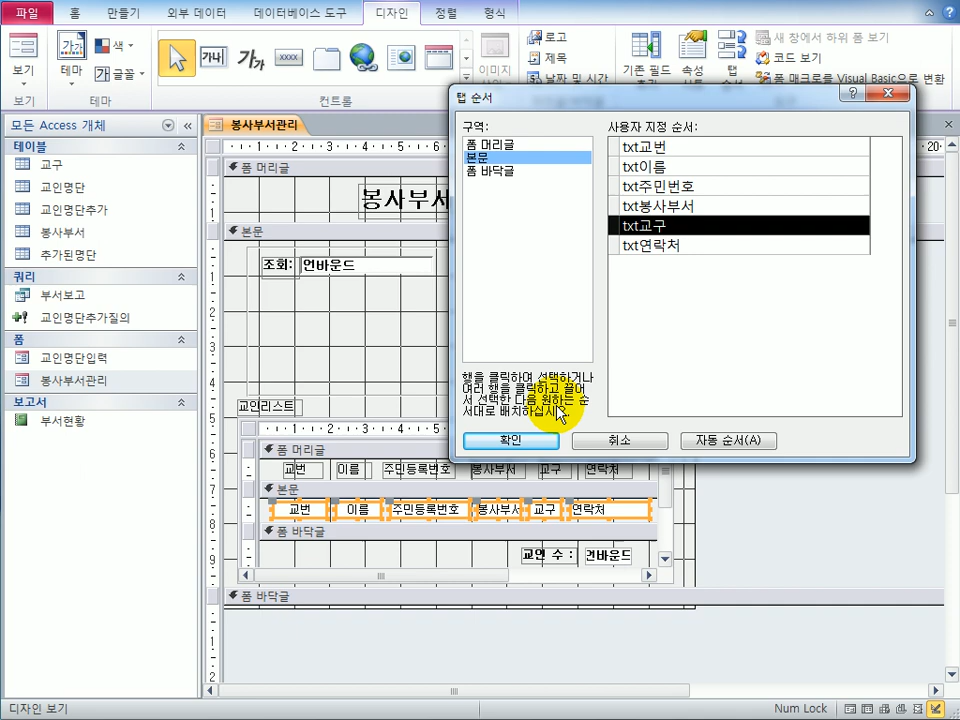 파일 홈 만들기 외부 데이터 데이터베이스 도구 디자인 정렬 형식
보기
테마
가가
색
가 글꼴
가나
가가
xxxx
이미지
로고
제목
날짜 및 시간
기존 필드
속성
탭
새 창에서 하위 폼 보기
코드 보기
폼 매크로를 Visual Basic으로 변환
보기
테마
컨트롤
모든 Access 개체
테이블
교구
교인명단
교인명단추가
봉사부서
추가된명단
쿼리
부서보고
교인명단추가질의
폼
교인명단입력
봉사부서관리
보고서
부서현황
봉사부서관리
폼 머리글
봉사부서
본문
조회: 언바운드
교인리스트
폼 머리글
교번 이름 주민등록번호 봉사부서 교구 연락처
본문
교번 이름 주민등록번호 봉사부서 교구 연락처
폼 바닥글
교인 수 : 언바운드
폼 바닥글
탭 순서
구역:
폼 머리글
본문
폼 바닥글
사용자 지정 순서:
txt교번
txt이름
txt주민번호
txt봉사부서
txt교구
txt연락처
행을 클릭하여 선택하거나
여러 행을 클릭하고 끌어
서 선택한 다음 원하는 순
서대로 배치하십시오.
확인 취소 자동 순서(A)
디자인 보기
Num Lock